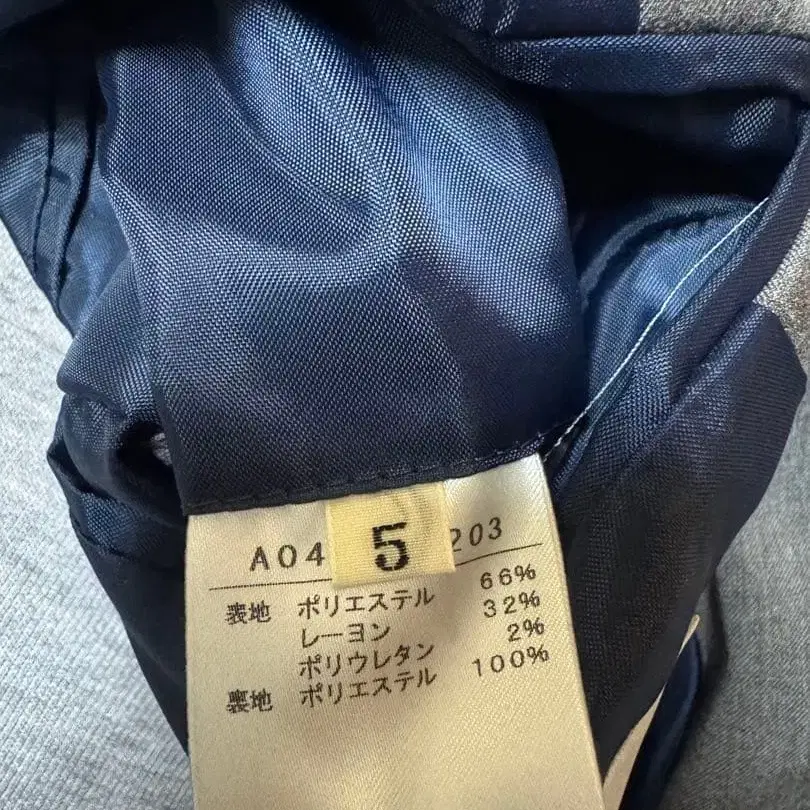 5
A04 203
表地 ポリエステル 66%
レーヨン 32%
ポリウレタン 2%
裏地 ポリエステル 100%